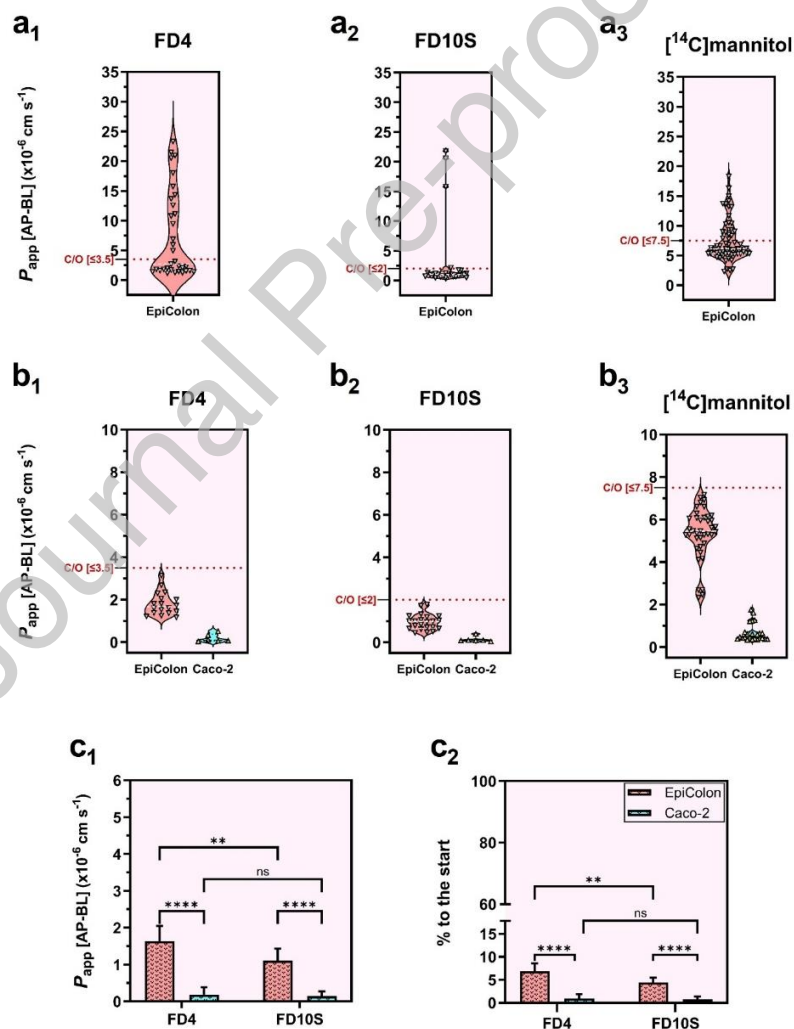 a1
FD4
Papp [AP-BL] (x10-6 cm s-1)
35
30
25
20
15
10
5
0
C/O [≤3.5]
EpiColon
a2
FD10S
35
30
25
20
15
10
5
0
C/O [≤2]
EpiColon
a3
[14C]mannitol
35
30
25
20
15
10
5
0
C/O [≤7.5]
EpiColon
b1
FD4
Papp [AP-BL] (x10-6 cm s-1)
10
8
6
4
2
0
C/O [≤3.5]
EpiColon Caco-2
b2
FD10S
10
8
6
4
2
0
C/O [≤2]
EpiColon Caco-2
b3
[14C]mannitol
10
8
6
4
2
0
C/O [≤7.5]
EpiColon Caco-2
c1
Papp [AP-BL] (x10-6 cm s-1)
6
5
4
3
2
1
0
**
ns
****
****
FD4 FD10S
c2
% to the start
100
80
60
15
10
5
0
EpiColon
Caco-2
**
ns
****
****
FD4 FD10S
Journal Pre-proo